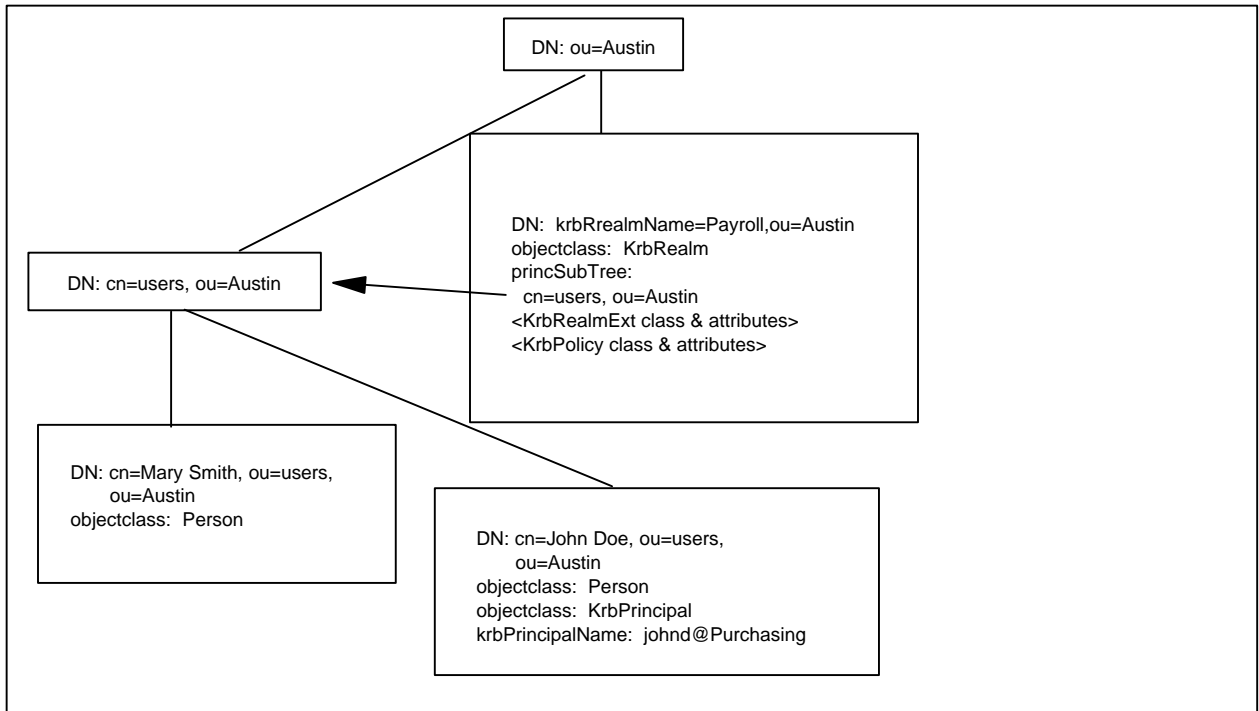 DN: ou=Austin
DN: krbRrealmName=Payroll,ou=Austin
objectclass: KrbRealm
princSubTree:
cn=users, ou=Austin
<KrbRealmExt class & attributes>
<KrbPolicy class & attributes>
DN: cn=users, ou=Austin
DN: cn=Mary Smith, ou=users,
ou=Austin
objectclass: Person
DN: cn=John Doe, ou=users,
ou=Austin
objectclass: Person
objectclass: KrbPrincipal
krbPrincipalName: johnd@Purchasing